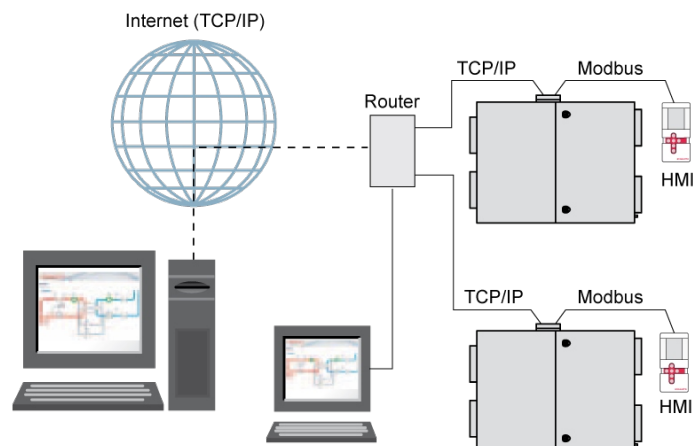 Internet (TCP/IP)
TCP/IP
Modbus
Router
HMI
TCP/IP
Modbus
HMI